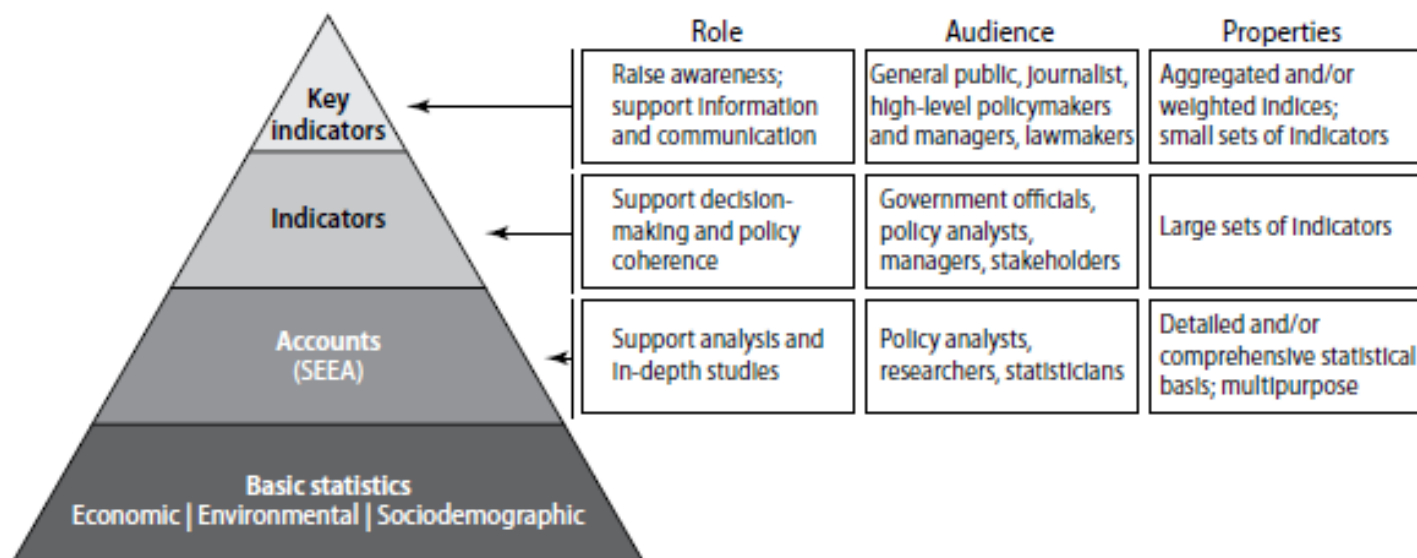 Role
Audience
Properties
Key
indicators
Raise awareness;
support information
and communication
General public, journalist,
high-level policymakers
and managers, lawmakers
Aggregated and/or
weighted indices;
small sets of indicators
Indicators
Support decision-
making and policy
coherence
Government officials,
policy analysts,
managers, stakeholders
Large sets of indicators
Accounts
(SEEA)
Support analysis and
in-depth studies
Policy analysts,
researchers, statisticians
Detailed and/or
comprehensive statistical
basis; multipurpose
Basic statistics
Economic | Environmental | Sociodemographic